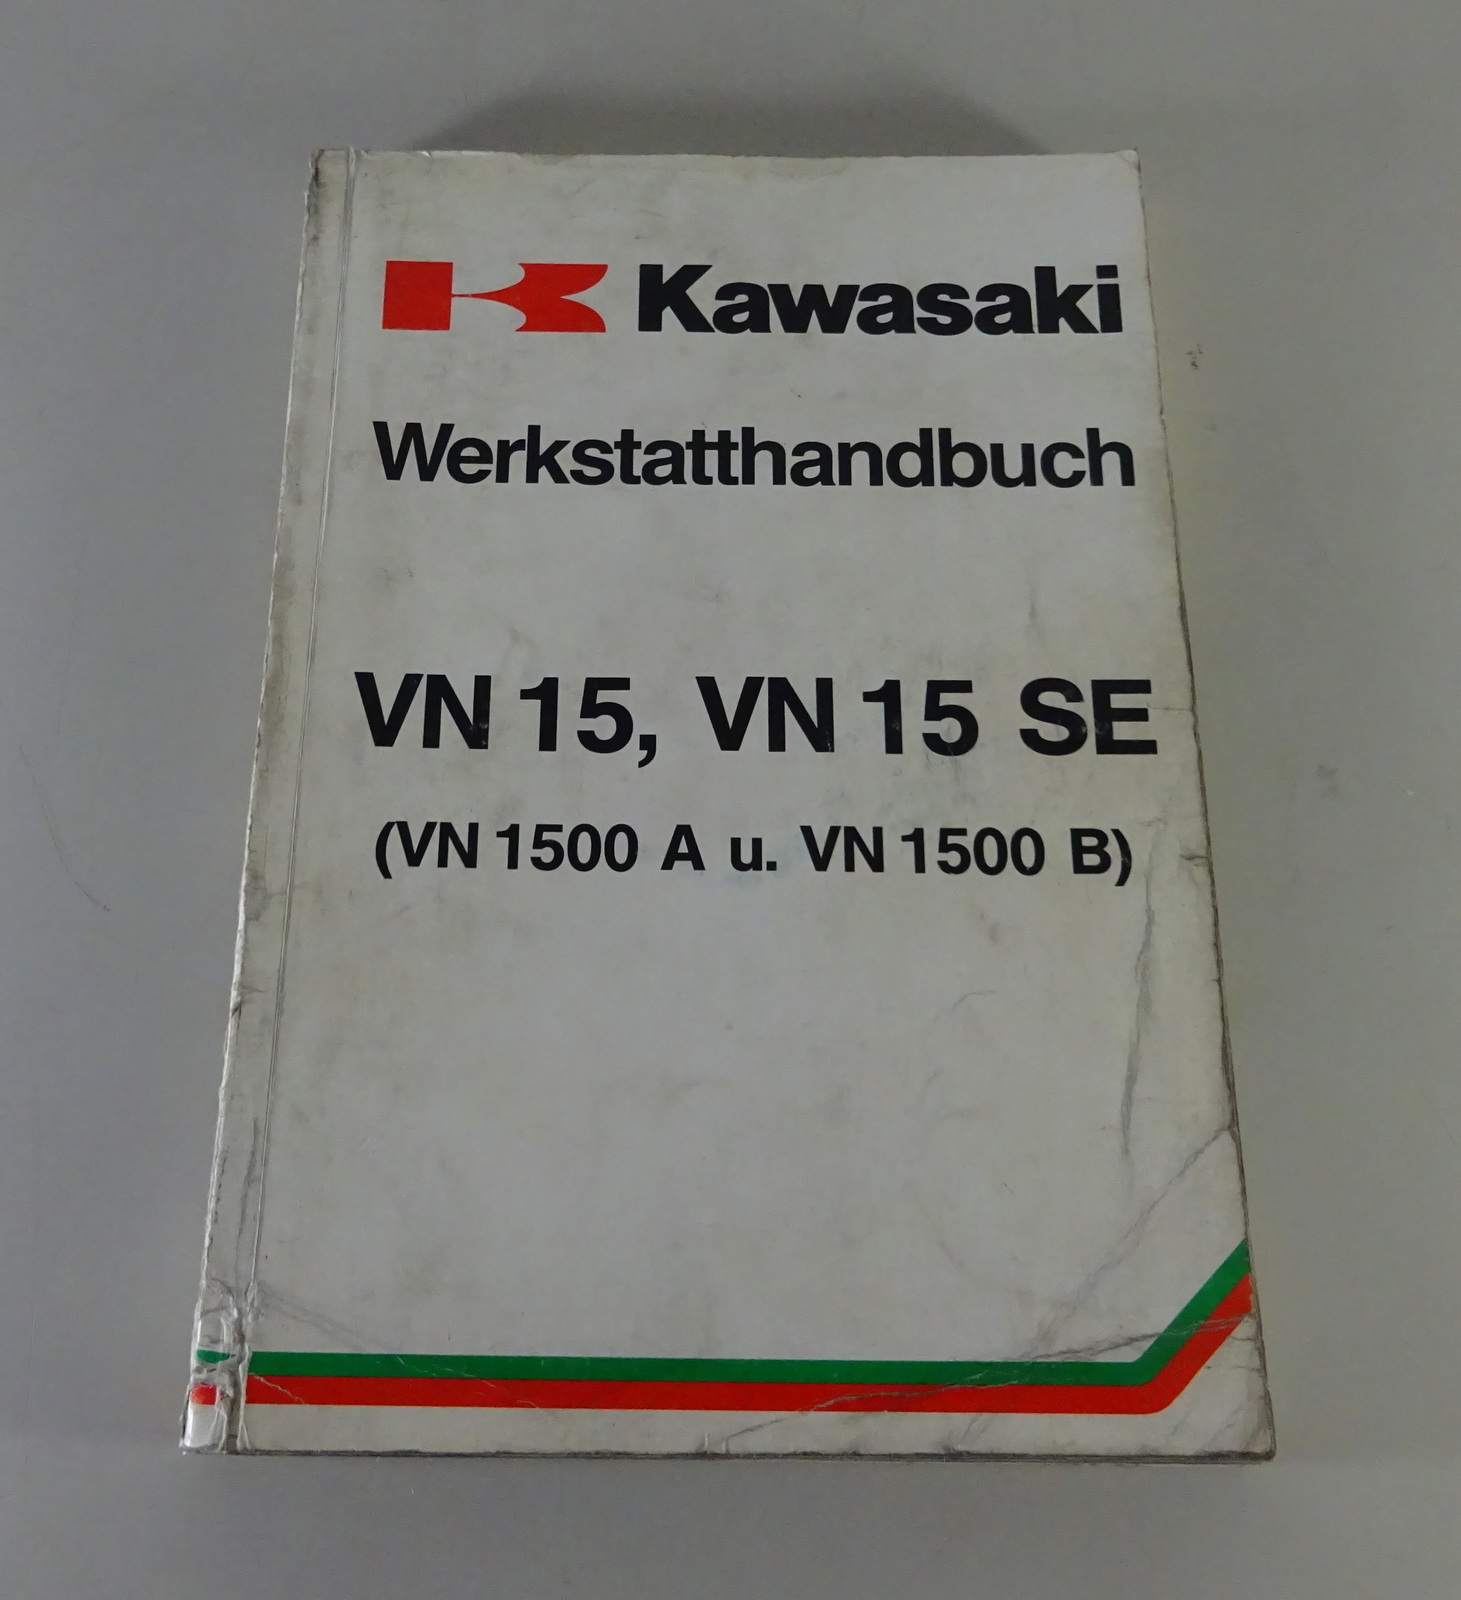 Kawasaki
Werkstatthandbuch
VN 15, VN 15 SE
(VN 1500 A u. VN 1500 B)